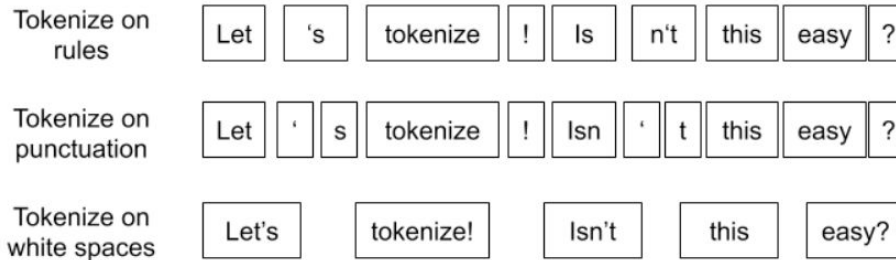 Tokenize on rules Let ‘s tokenize ! Is n‘t this easy ?
Tokenize on punctuation Let ‘ s tokenize ! Isn ‘ t this easy ?
Tokenize on white spaces Let’s tokenize! Isn’t this easy?